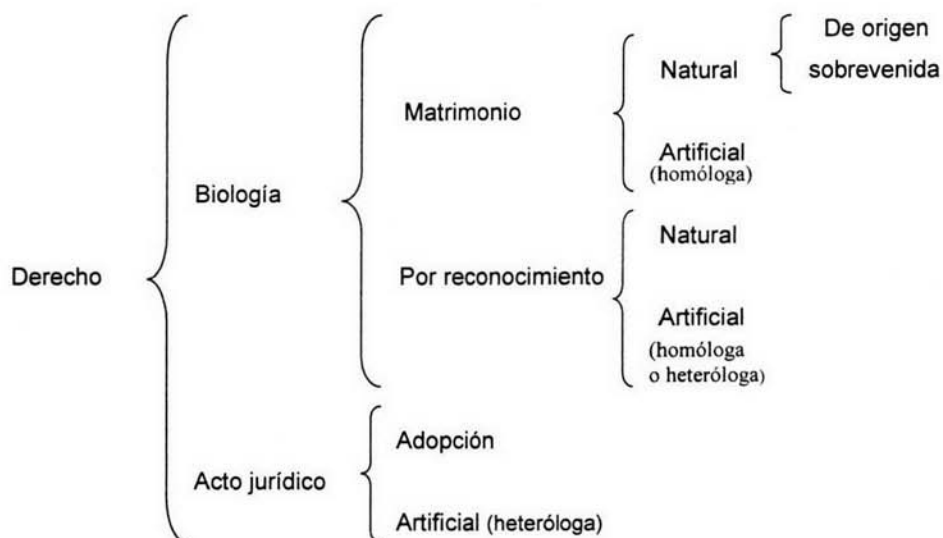 Derecho
Biología
Matrimonio
Natural
De origen
sobrevenida
Artificial
(homóloga)
Por reconocimiento
Natural
Artificial
(homóloga
o heteróloga)
Acto jurídico
Adopción
Artificial (heteróloga)